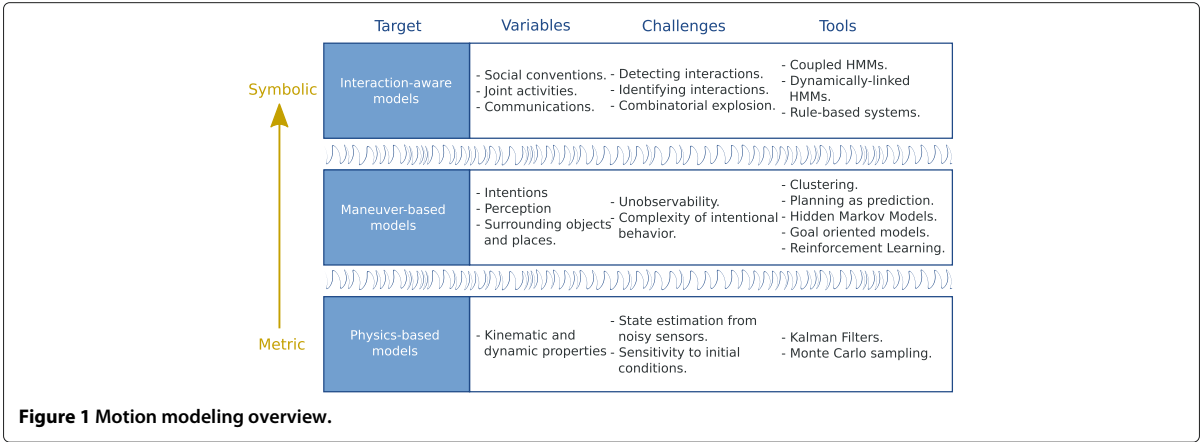 Target Variables Challenges Tools
Symbolic
Metric
Interaction-aware
models
- Social conventions.
- Joint activities.
- Communications.
- Detecting interactions.
- Identifying interactions.
- Combinatorial explosion.
- Coupled HMMs.
- Dynamically-linked
HMMs.
- Rule-based systems.
Maneuver-based
models
- Intentions
- Perception
- Surrounding objects
and places.
- Unobservability.
- Complexity of intentional
behavior.
- Clustering.
- Planning as prediction.
- Hidden Markov Models.
- Goal oriented models.
- Reinforcement Learning.
Physics-based
models
- Kinematic and
dynamic properties
- State estimation from
noisy sensors.
- Sensitivity to initial
conditions.
- Kalman Filters.
- Monte Carlo sampling.
Figure 1 Motion modeling overview.